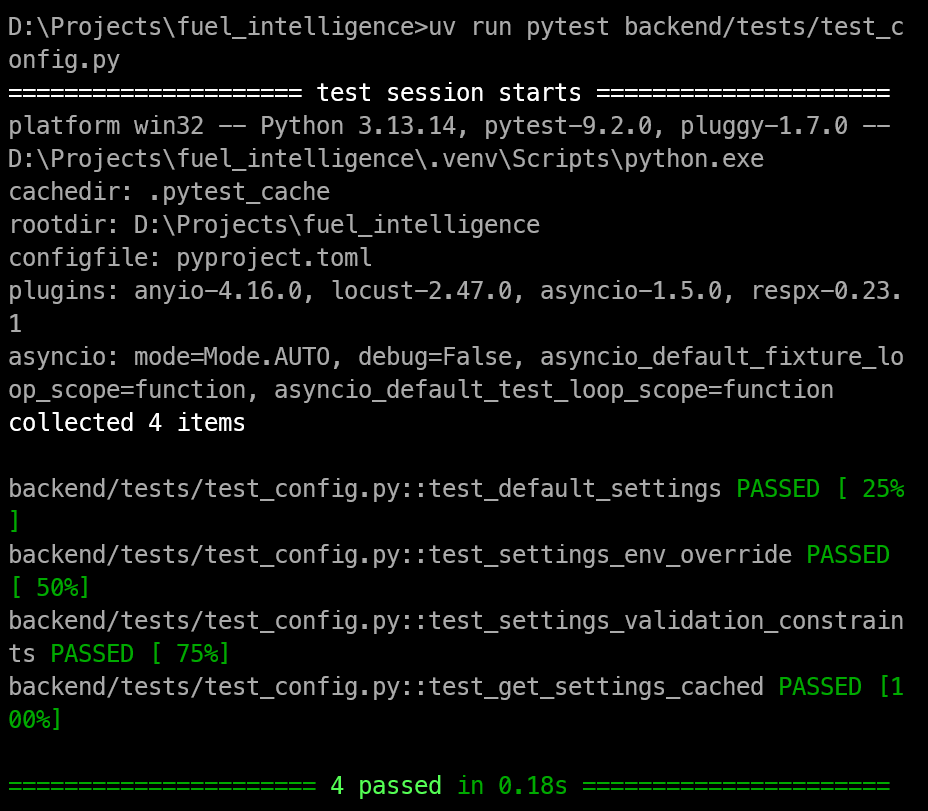 D:\Projects\fuel_intelligence>uv run pytest backend/tests/test_c
onfig.py
===================== test session starts =====================
platform win32 -- Python 3.13.14, pytest-9.2.0, pluggy-1.7.0 --
D:\Projects\fuel_intelligence\.venv\Scripts\python.exe
cachedir: .pytest_cache
rootdir: D:\Projects\fuel_intelligence
configfile: pyproject.toml
plugins: anyio-4.16.0, locust-2.47.0, asyncio-1.5.0, respx-0.23.
1
asyncio: mode=Mode.AUTO, debug=False, asyncio_default_fixture_lo
op_scope=function, asyncio_default_test_loop_scope=function
collected 4 items

backend/tests/test_config.py::test_default_settings PASSED [ 25%
]
backend/tests/test_config.py::test_settings_env_override PASSED
[ 50%]
backend/tests/test_config.py::test_settings_validation_constrain
ts PASSED [ 75%]
backend/tests/test_config.py::test_get_settings_cached PASSED [1
00%]

====================== 4 passed in 0.18s ======================